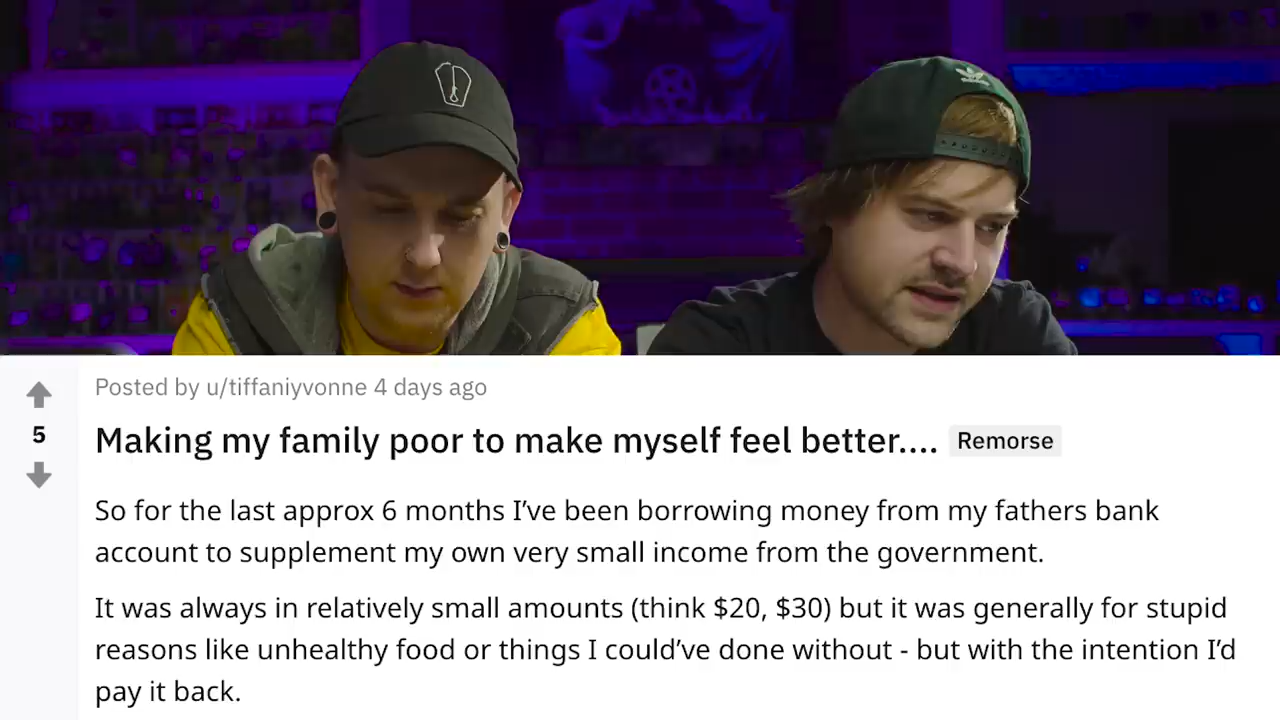 Posted by u/tiffaniyvonne 4 days ago
5
Making my family poor to make myself feel better.... Remorse
So for the last approx 6 months I’ve been borrowing money from my fathers bank
account to supplement my own very small income from the government.
It was always in relatively small amounts (think $20, $30) but it was generally for stupid
reasons like unhealthy food or things I could’ve done without - but with the intention I’d
pay it back.